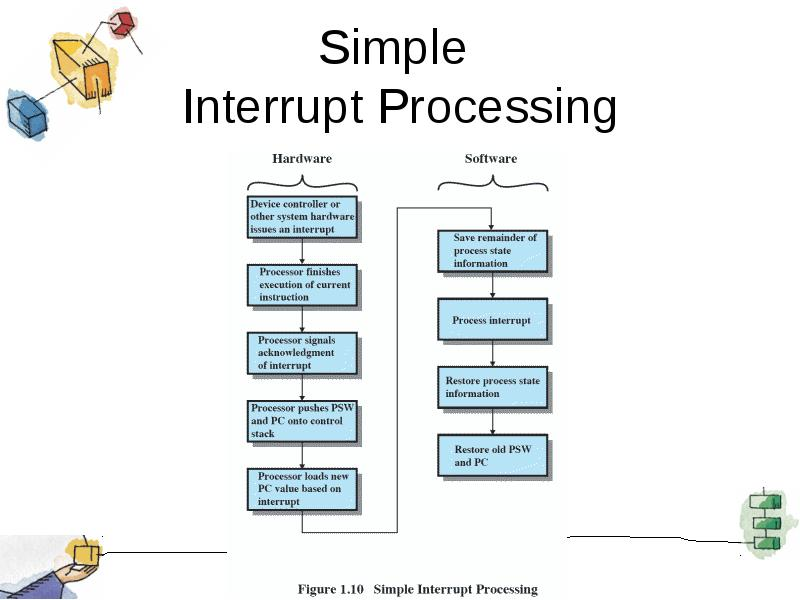 Simple
Interrupt Processing
Hardware
Device controller or
other system hardware
issues an interrupt
Processor finishes
execution of current
instruction
Processor signals
acknowledgment
of interrupt
Processor pushes PSW
and PC onto control
stack
Processor loads new
PC value based on
interrupt
Software
Save remainder of
process state
information
Process interrupt
Restore process state
information
Restore old PSW
and PC
Figure 1.10 Simple Interrupt Processing